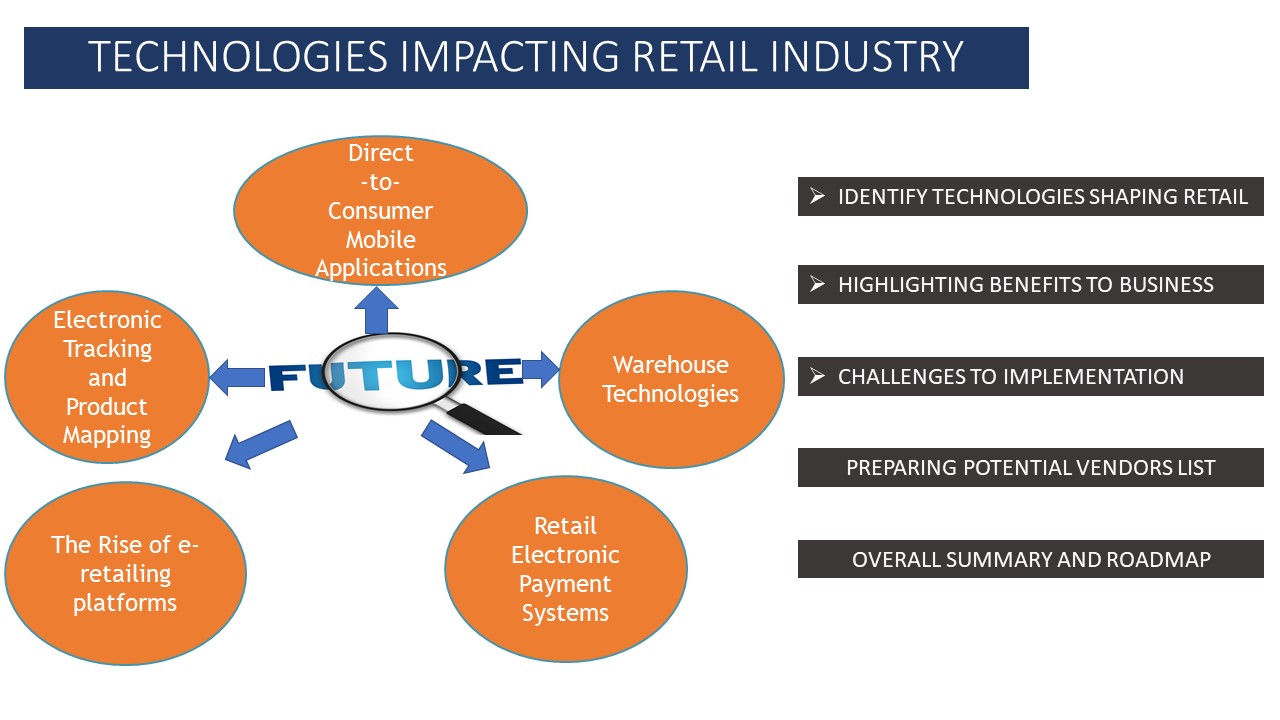 TECHNOLOGIES IMPACTING RETAIL INDUSTRY
Direct
-to-
Consumer
Mobile
Applications
Electronic
Tracking
and
Product
Mapping
FUTURE
Warehouse
Technologies
The Rise of e-
retailing
platforms
Retail
Electronic
Payment
Systems
➢ IDENTIFY TECHNOLOGIES SHAPING RETAIL
➢ HIGHLIGHTING BENEFITS TO BUSINESS
➢ CHALLENGES TO IMPLEMENTATION
PREPARING POTENTIAL VENDORS LIST
OVERALL SUMMARY AND ROADMAP